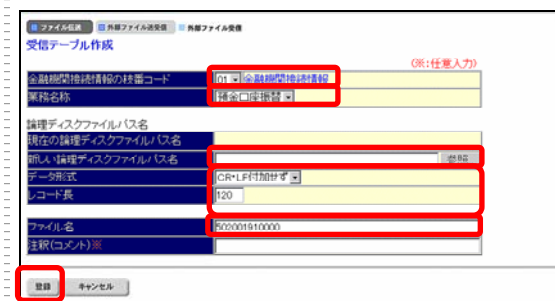 ファイル伝送 外部ファイル送受信 外部ファイル受信
受信テーブル作成
(※:任意入力)
金融機関接続情報の枝番コード 01 金融機関接続情報
業務名称 預金口座振替
論理ディスクファイルパス名
現在の論理ディスクファイルパス名
新しい論理ディスクファイルパス名 参照
データ形式 CR・LF付加せず
レコード長 120
ファイル名 502001910000
注釈(コメント)※
登録 キャンセル